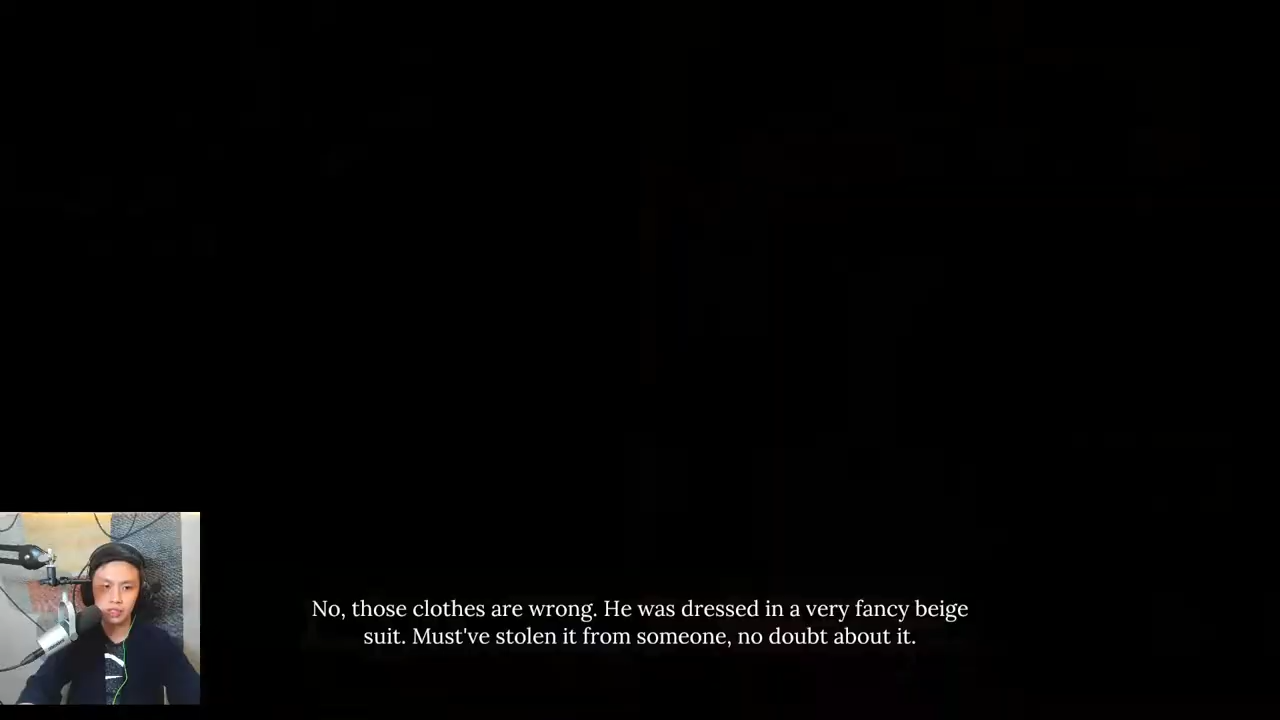 No, those clothes are wrong. He was dressed in a very fancy beige
suit. Must've stolen it from someone, no doubt about it.